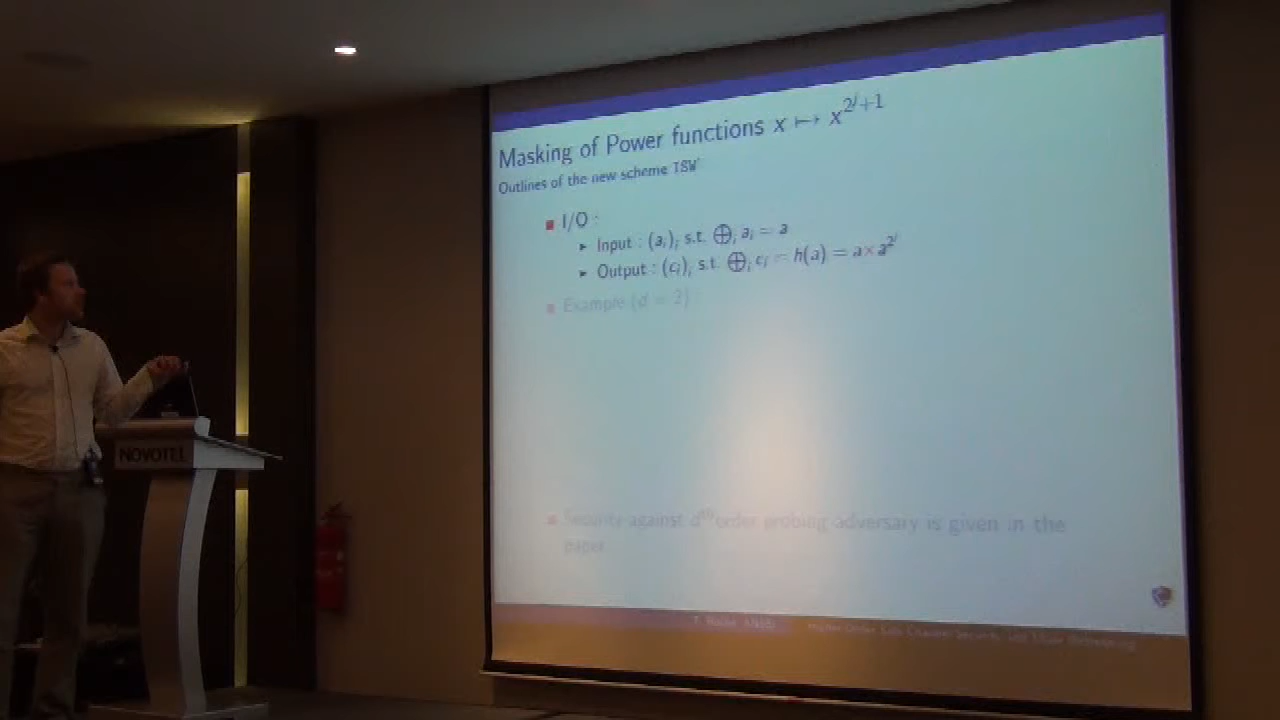 Masking of Power functions x ↦ x^{2^j+1}
Outlines of the new scheme ISW'
I/O :
Input : (a_i)_i s.t. ⊕_i a_i = a
Output : (c_i)_i s.t. ⊕_i c_i = h(a) = a × a^{2^j}
Example (d = 2) :
Security against d^{th} order probing adversary is given in the
paper
NOVOTEL